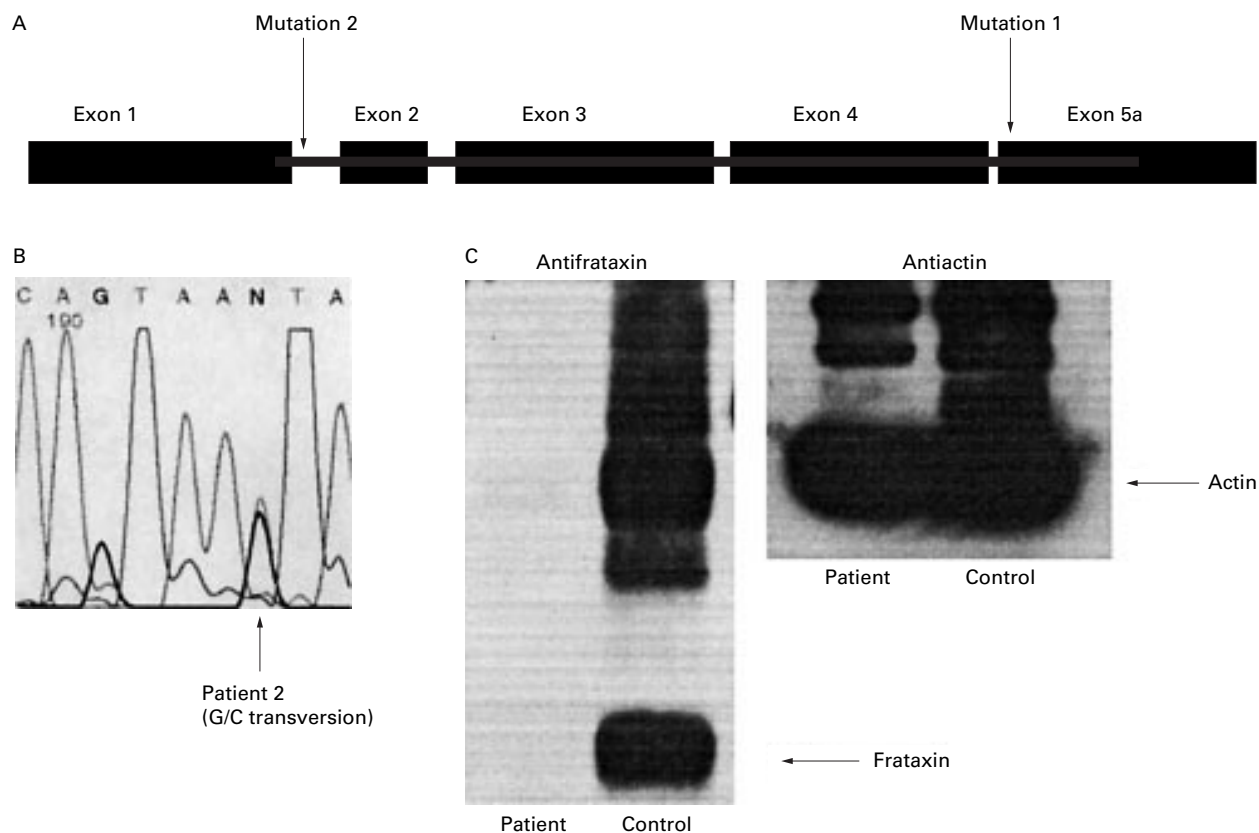 A
Mutation 2
Mutation 1
Exon 1
Exon 2
Exon 3
Exon 4
Exon 5a
B
C A G T A A N T A
190
Patient 2
(G/C transversion)
C
Antifrataxin
Antiactin
Actin
Patient Control
Frataxin
Patient Control